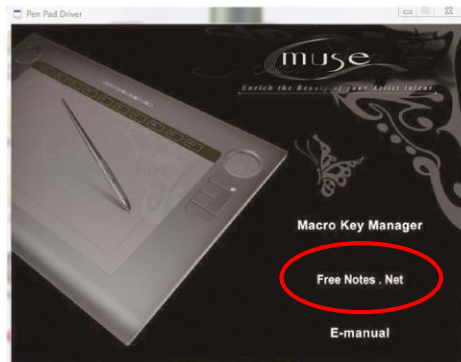 Pen Pad Driver
muse
Enrich the Beauty of your Artist talent
Macro Key Manager
Free Notes . Net
E-manual